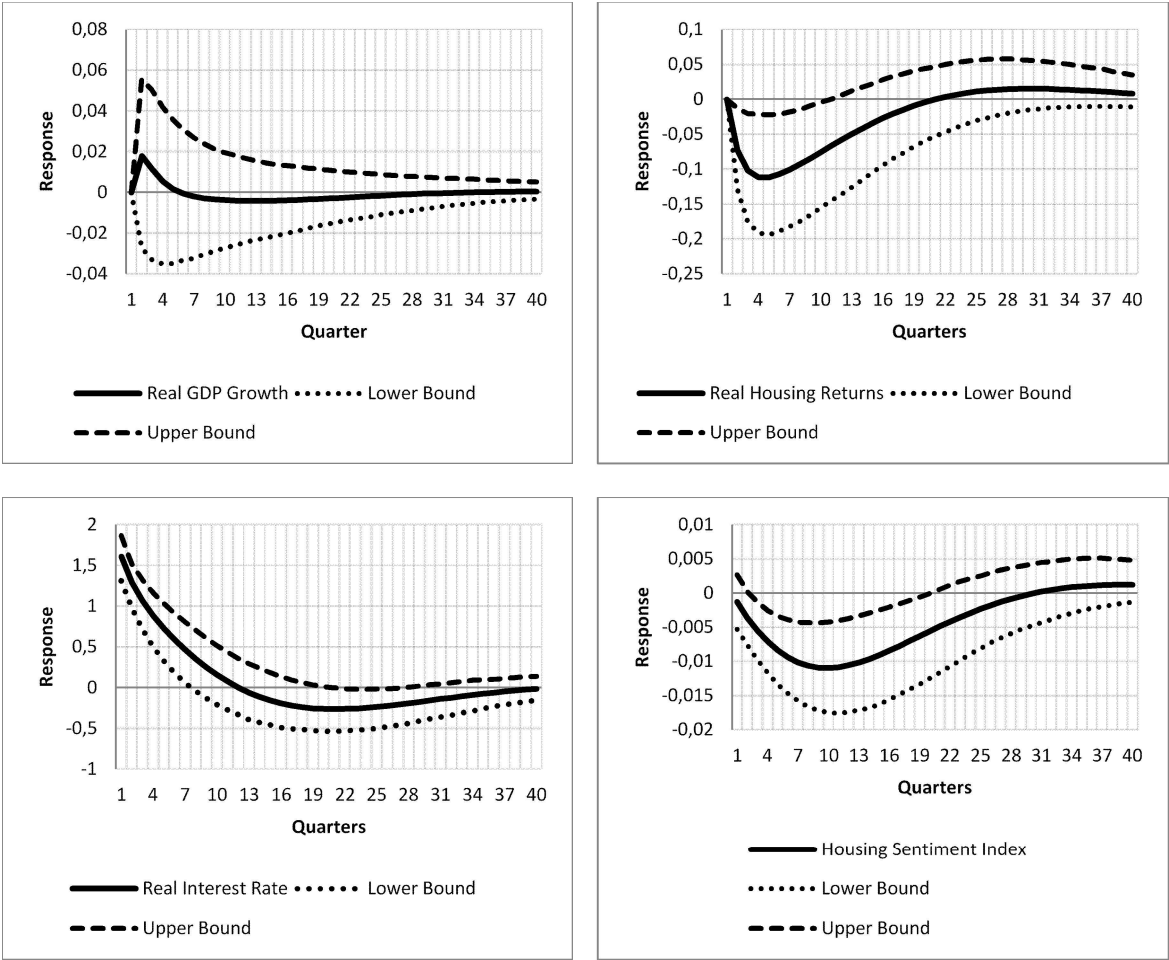 0,08
0,06
0,04
0,02
0
-0,02
-0,04
Response
1 4 7 10 13 16 19 22 25 28 31 34 37 40
Quarter
Real GDP Growth Lower Bound
Upper Bound
0,1
0,05
0
-0,05
-0,1
-0,15
-0,2
-0,25
Response
1 4 7 10 13 16 19 22 25 28 31 34 37 40
Quarters
Real Housing Returns Lower Bound
Upper Bound
2
1,5
1
0,5
0
-0,5
-1
Response
1 4 7 10 13 16 19 22 25 28 31 34 37 40
Quarters
Real Interest Rate Lower Bound
Upper Bound
0,01
0,005
0
-0,005
-0,01
-0,015
-0,02
Response
1 4 7 10 13 16 19 22 25 28 31 34 37 40
Quarters
Housing Sentiment Index
Lower Bound
Upper Bound